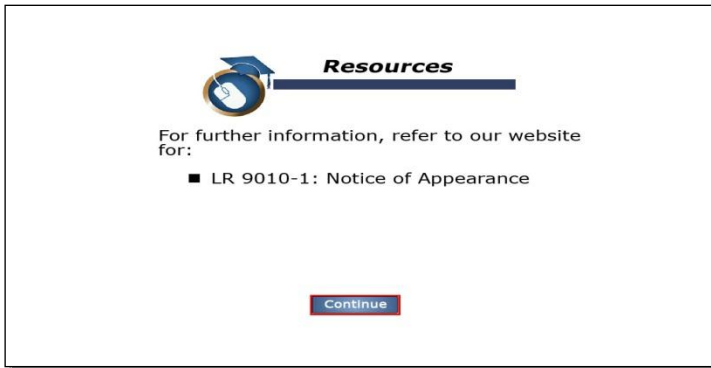 Resources
For further information, refer to our website
for:
■ LR 9010-1: Notice of Appearance
Continue